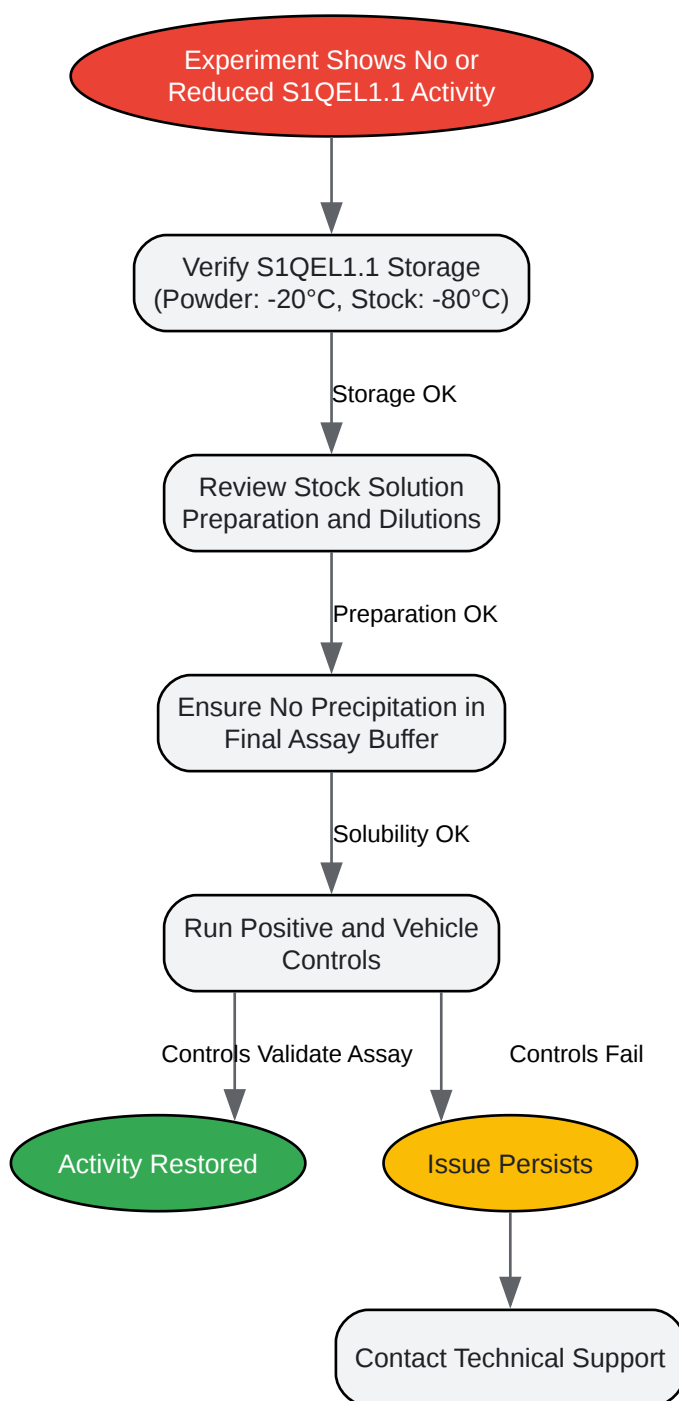 Experiment Shows No or
Reduced S1QEL1.1 Activity
Verify S1QEL1.1 Storage
(Powder: -20°C, Stock: -80°C)
Storage OK
Review Stock Solution
Preparation and Dilutions
Preparation OK
Ensure No Precipitation in
Final Assay Buffer
Solubility OK
Run Positive and Vehicle
Controls
Controls Validate Assay
Controls Fail
Activity Restored
Issue Persists
Contact Technical Support